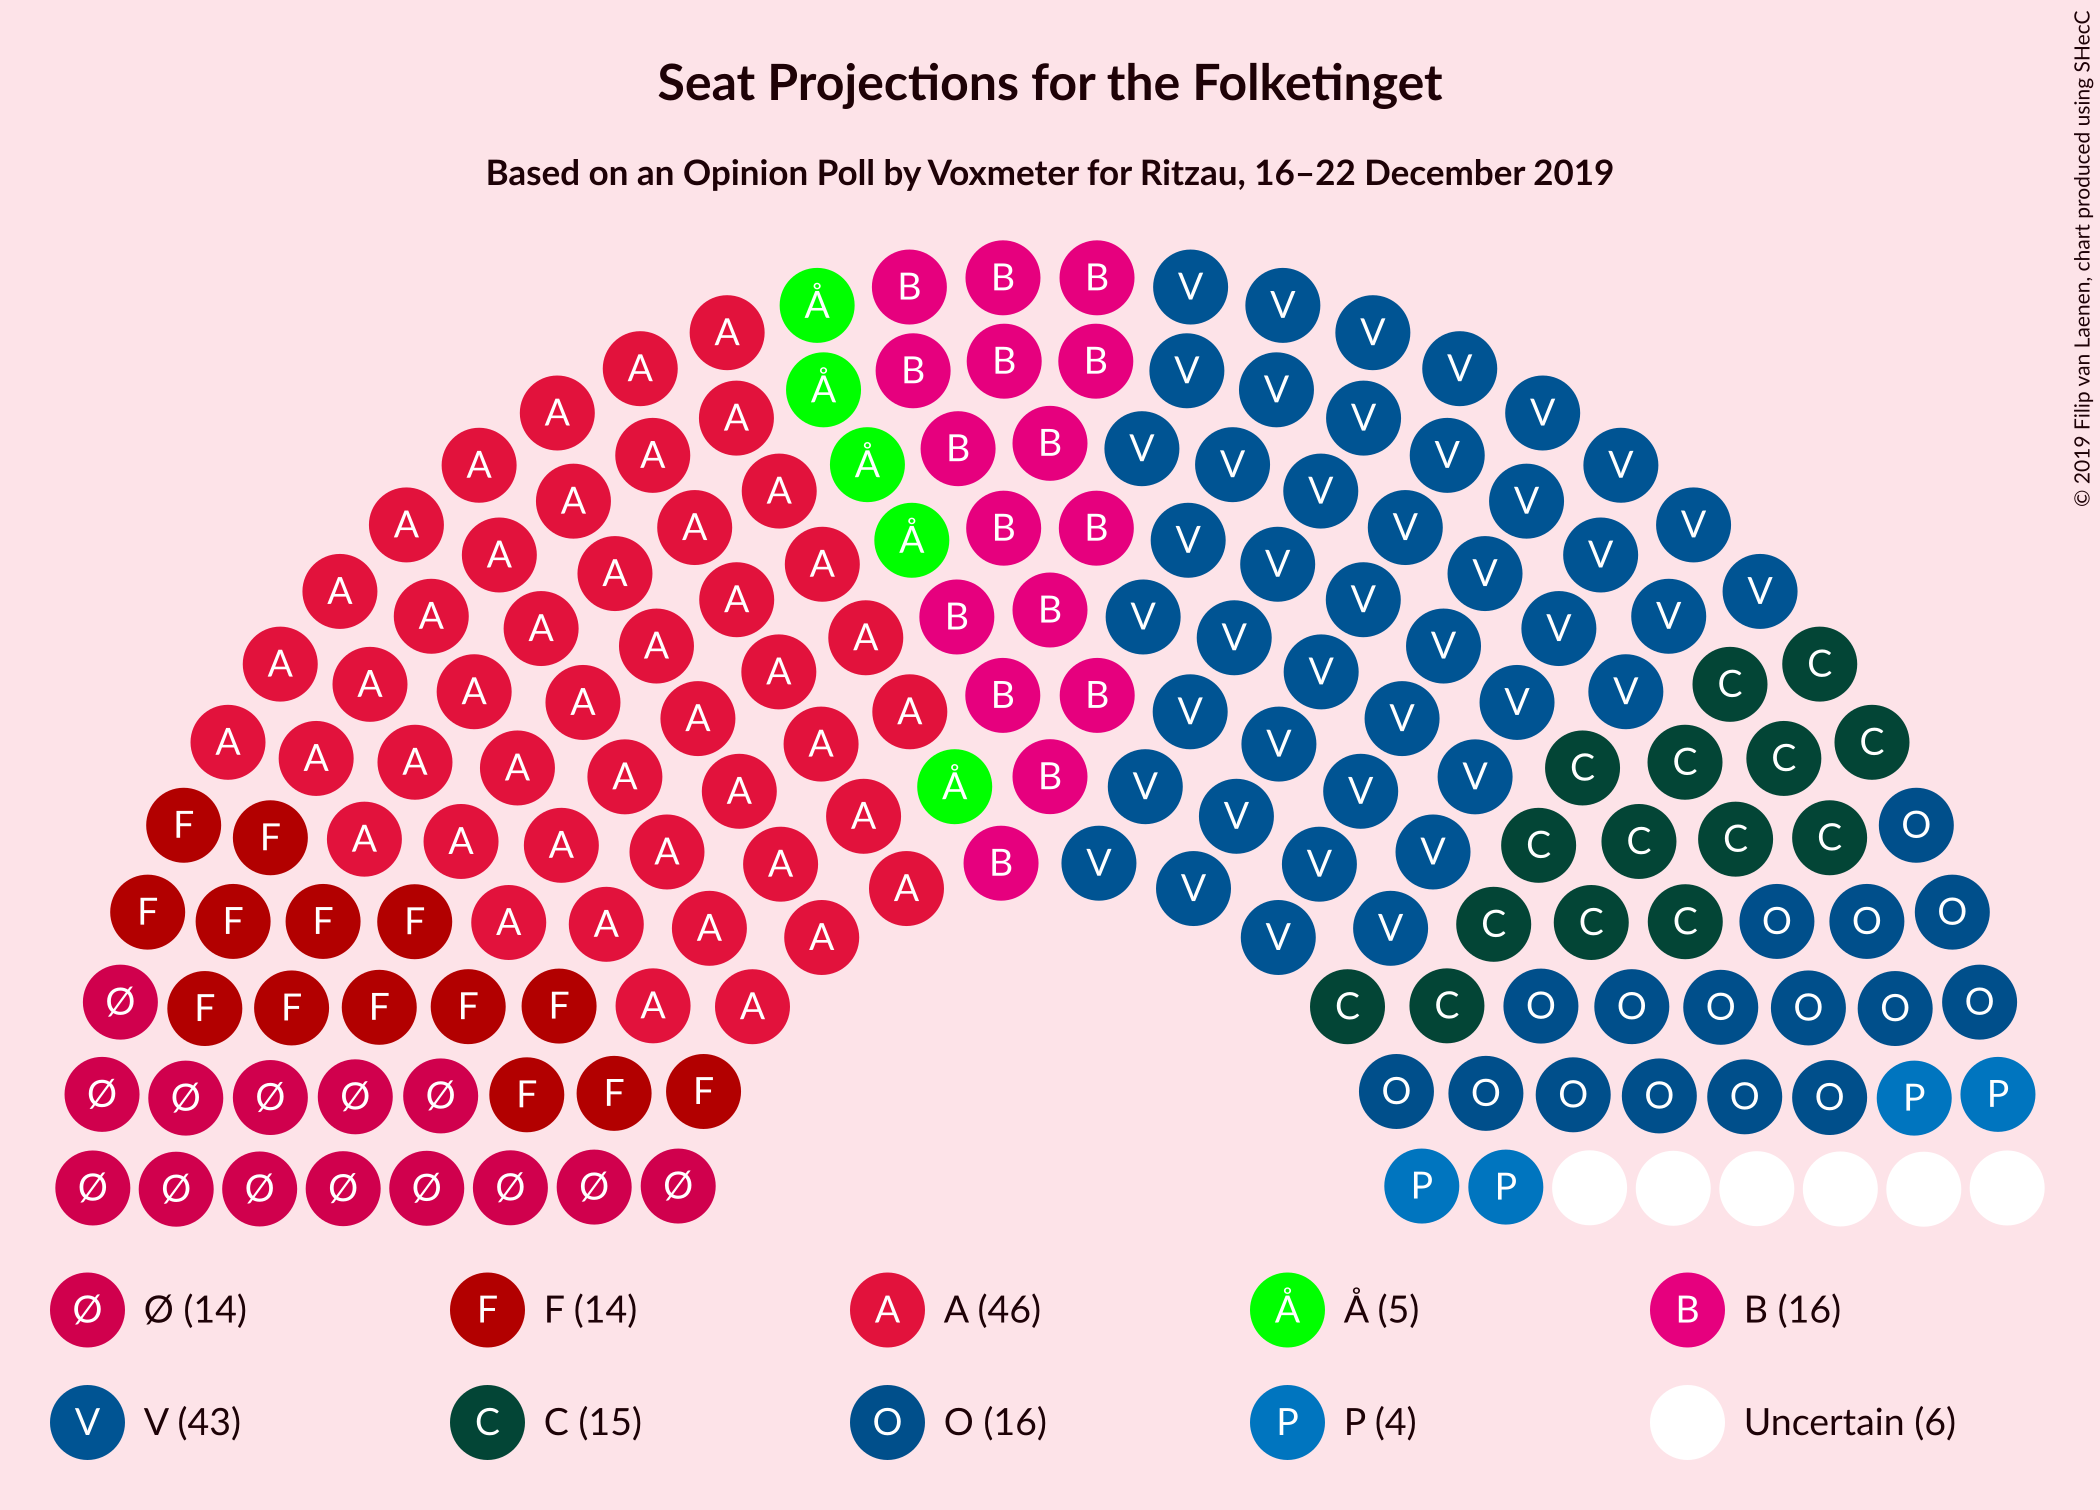 Seat Projections for the Folketinget
Based on an Opinion Poll by Voxmeter for Ritzau, 16–22 December 2019
© 2019 Filip van Laenen, chart produced using SHecC
Å B B B V V
A V
A V
A Å B B B V V V
A A V V
A A Å B B V V V V
A A A V V V
A A Å B B V V V
A A A V V V
A A A B B V V V
A A A V V V
A A A A B B V V V C C
A A A V V V
A A A A A Å B V V V C C C C
A A A V V
F F A A A A A A B V V V V C C C C O
F F F F A A A A V V C C C O O O
Ø F F F F F A A C C O O O O O O
Ø Ø Ø Ø Ø F F F O O O O O O P P
Ø Ø Ø Ø Ø Ø Ø Ø P P
Ø Ø (14) F F (14) A A (46) Å Å (5) B B (16)
V V (43) C C (15) O O (16) P P (4) Uncertain (6)